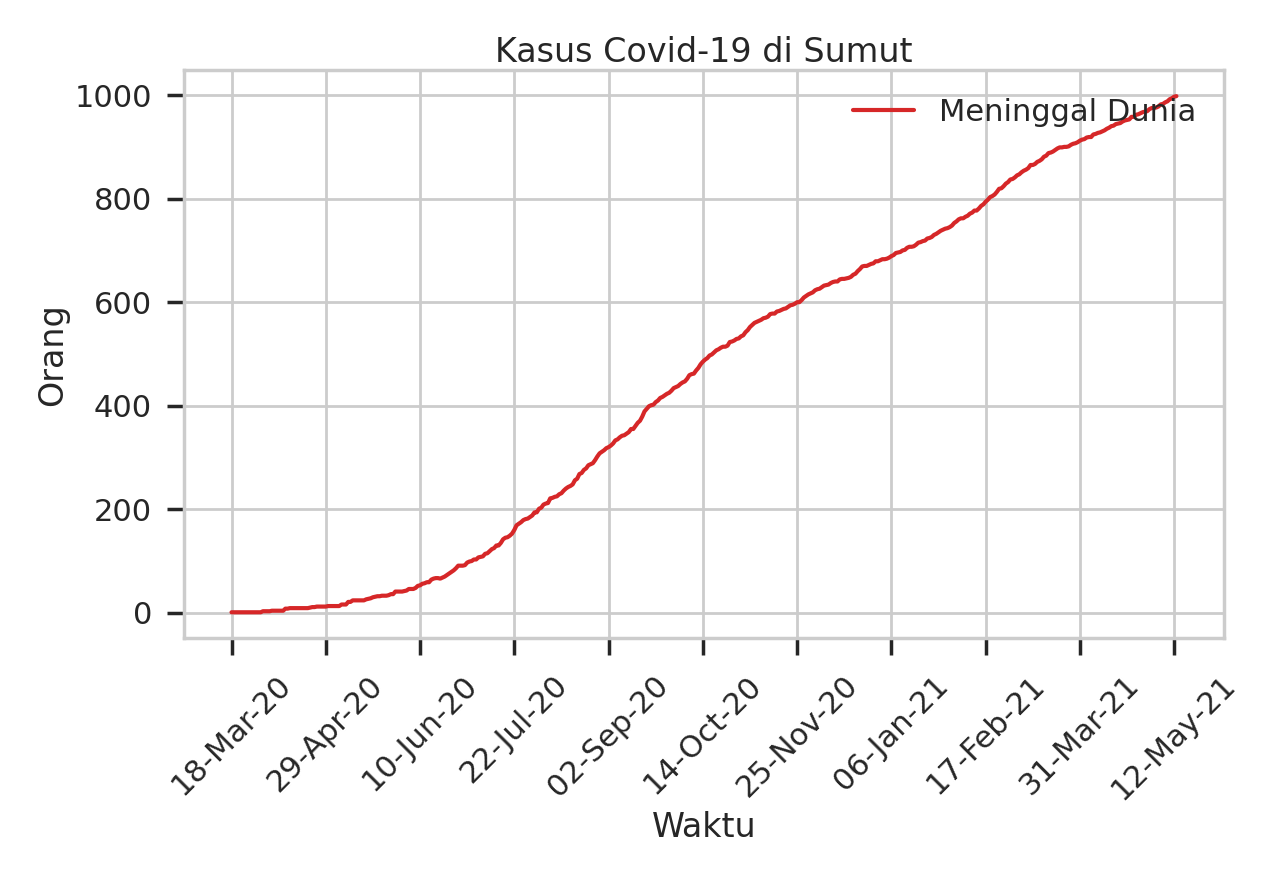 Kasus Covid-19 di Sumut
Meninggal Dunia
1000
800
600
400
200
0
Orang
18-Mar-20
29-Apr-20
10-Jun-20
22-Jul-20
02-Sep-20
14-Oct-20
25-Nov-20
06-Jan-21
17-Feb-21
31-Mar-21
12-May-21
Waktu